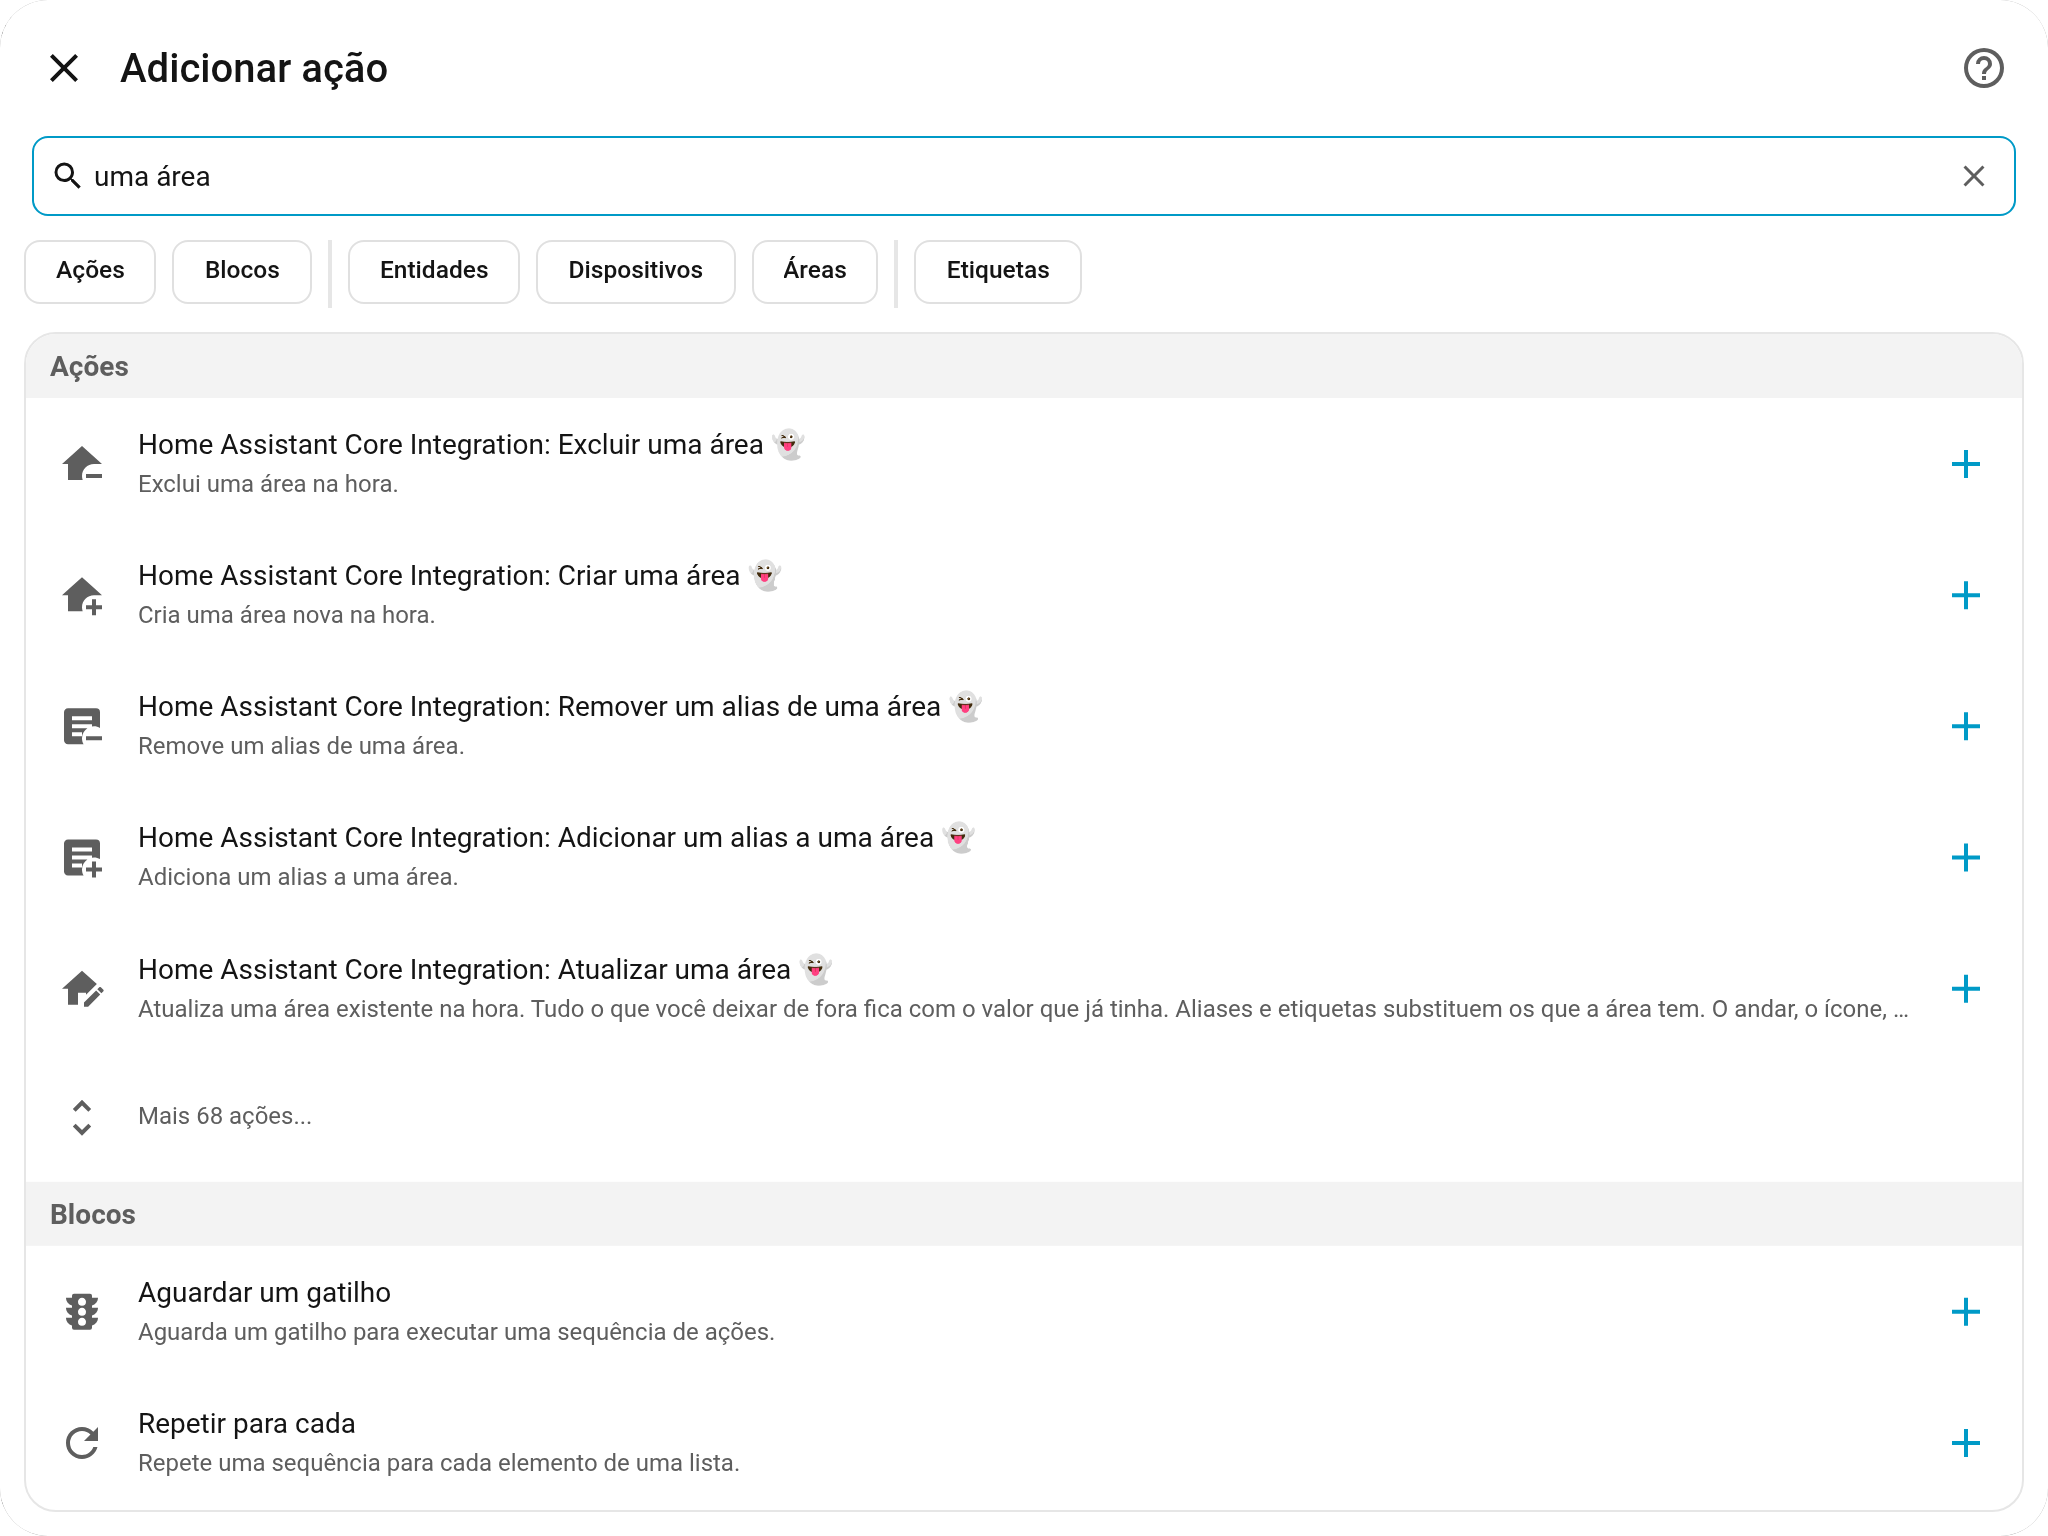 Adicionar ação
uma área
Ações
Blocos
Entidades
Dispositivos
Áreas
Etiquetas
Ações
Home Assistant Core Integration: Excluir uma área 👻
Exclui uma área na hora.
Home Assistant Core Integration: Criar uma área 👻
Cria uma área nova na hora.
Home Assistant Core Integration: Remover um alias de uma área 👻
Remove um alias de uma área.
Home Assistant Core Integration: Adicionar um alias a uma área 👻
Adiciona um alias a uma área.
Home Assistant Core Integration: Atualizar uma área 👻
Atualiza uma área existente na hora. Tudo o que você deixar de fora fica com o valor que já tinha. Aliases e etiquetas substituem os que a área tem. O andar, o ícone, ...
Mais 68 ações...
Blocos
Aguardar um gatilho
Aguarda um gatilho para executar uma sequência de ações.
Repetir para cada
Repete uma sequência para cada elemento de uma lista.